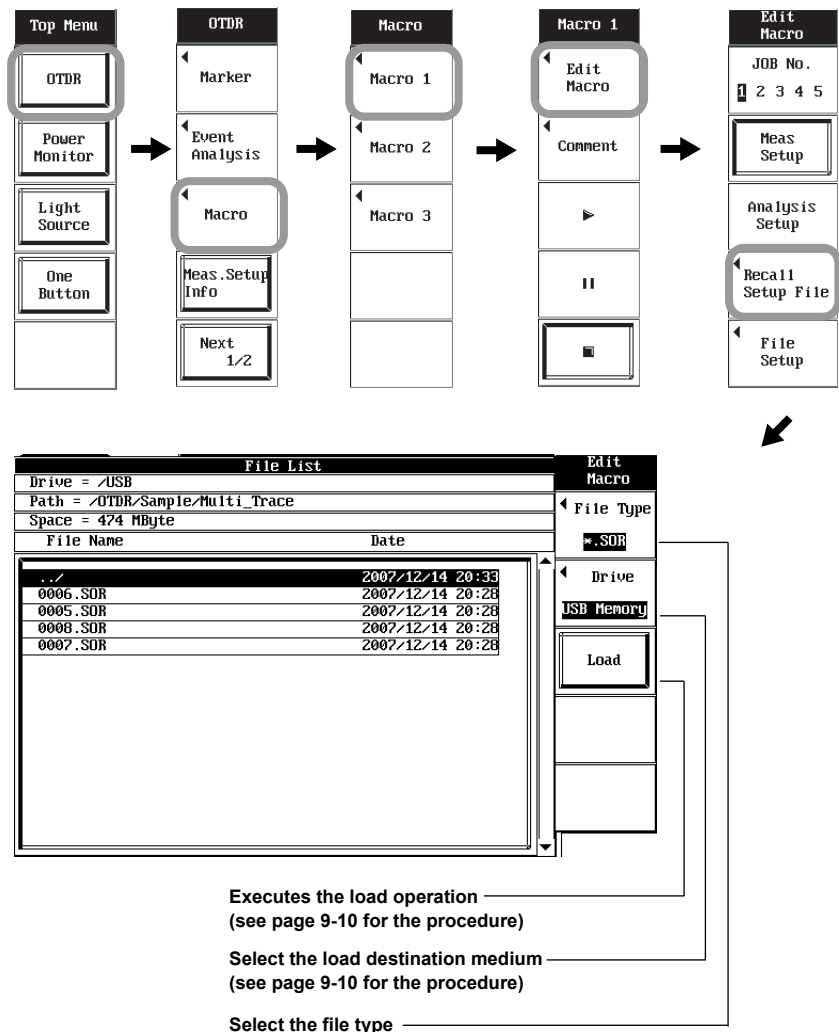 Top Menu
OTDR
Power
Monitor
Light
Source
One
Button
OTDR
Marker
Event
Analysis
Macro
Meas.Setup
Info
Next
1/2
Macro
Macro 1
Macro 2
Macro 3
Macro 1
Edit
Macro
Comment
Edit
Macro
JOB No.
1 2 3 4 5
Meas
Setup
Analysis
Setup
Recall
Setup File
File
Setup
File List
Drive = /USB
Path = /OTDR/Sample/Multi_Trace
Space = 474 MByte
File Name Date
../ 2007/12/14 20:33
0006.SOR 2007/12/14 20:28
0005.SOR 2007/12/14 20:28
0008.SOR 2007/12/14 20:28
0007.SOR 2007/12/14 20:28
Edit
Macro
File Type
*.SOR
Drive
USB Memory
Load
Executes the load operation
(see page 9-10 for the procedure)
Select the load destination medium
(see page 9-10 for the procedure)
Select the file type